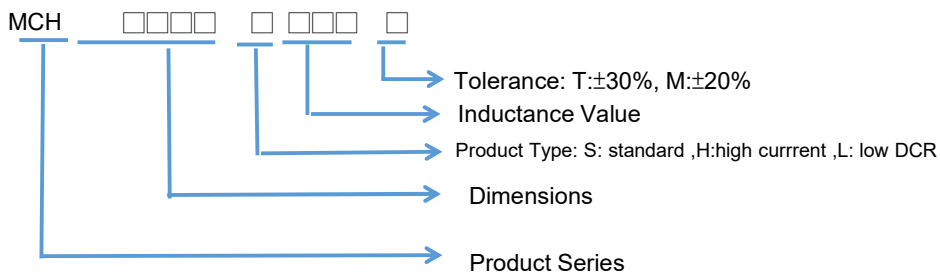 MCH □□□□ □ □□□ □
Tolerance: T:±30%, M:±20%
Inductance Value
Product Type: S: standard ,H:high currrent ,L: low DCR
Dimensions
Product Series